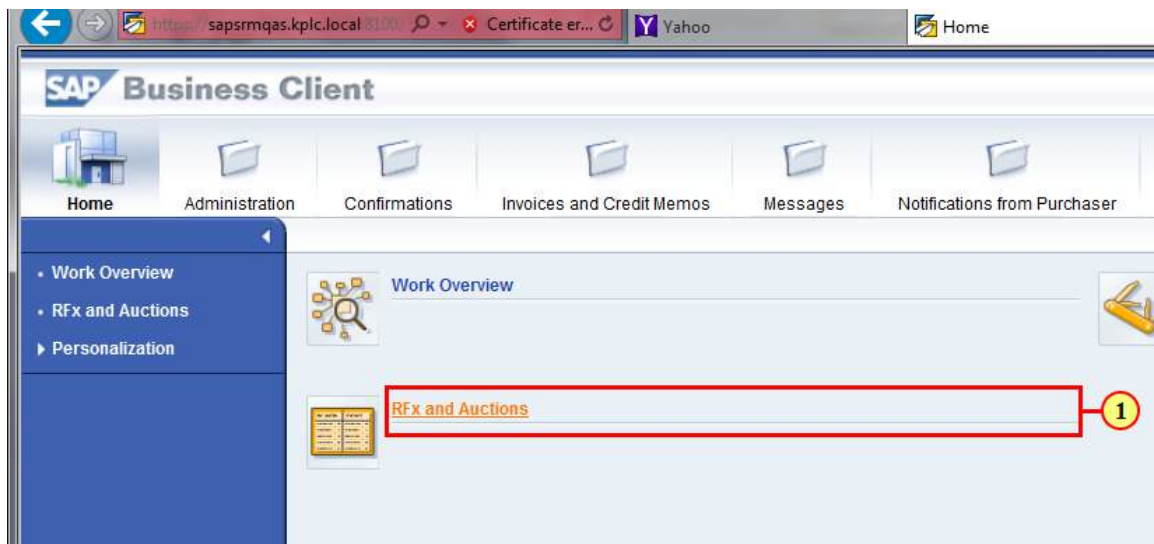 https://sapsrmqas.kplc.local:8100 Certificate er... Yahoo Home
SAP Business Client
Home Administration Confirmations Invoices and Credit Memos Messages Notifications from Purchaser
• Work Overview
• RFx and Auctions
Personalization
Work Overview
RFx and Auctions
1